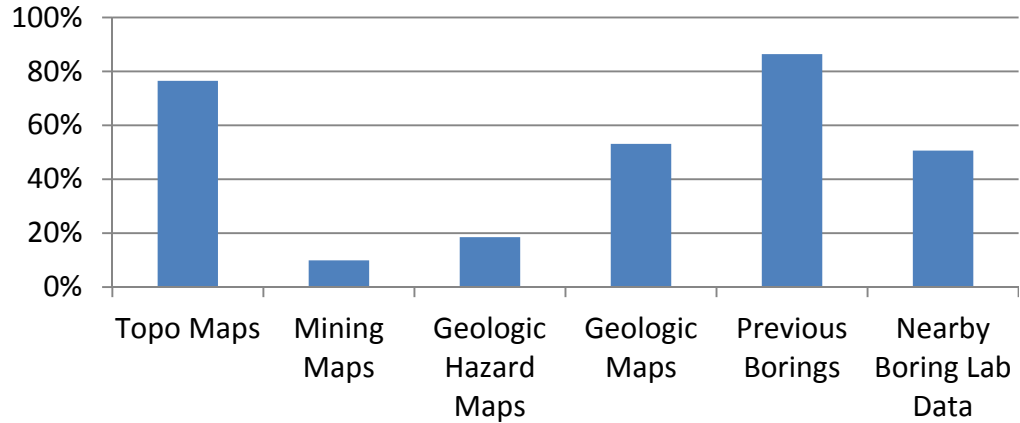 100%
80%
60%
40%
20%
0%
Topo Maps
Mining
Maps
Geologic
Hazard
Maps
Geologic
Maps
Previous
Borings
Nearby
Boring Lab
Data